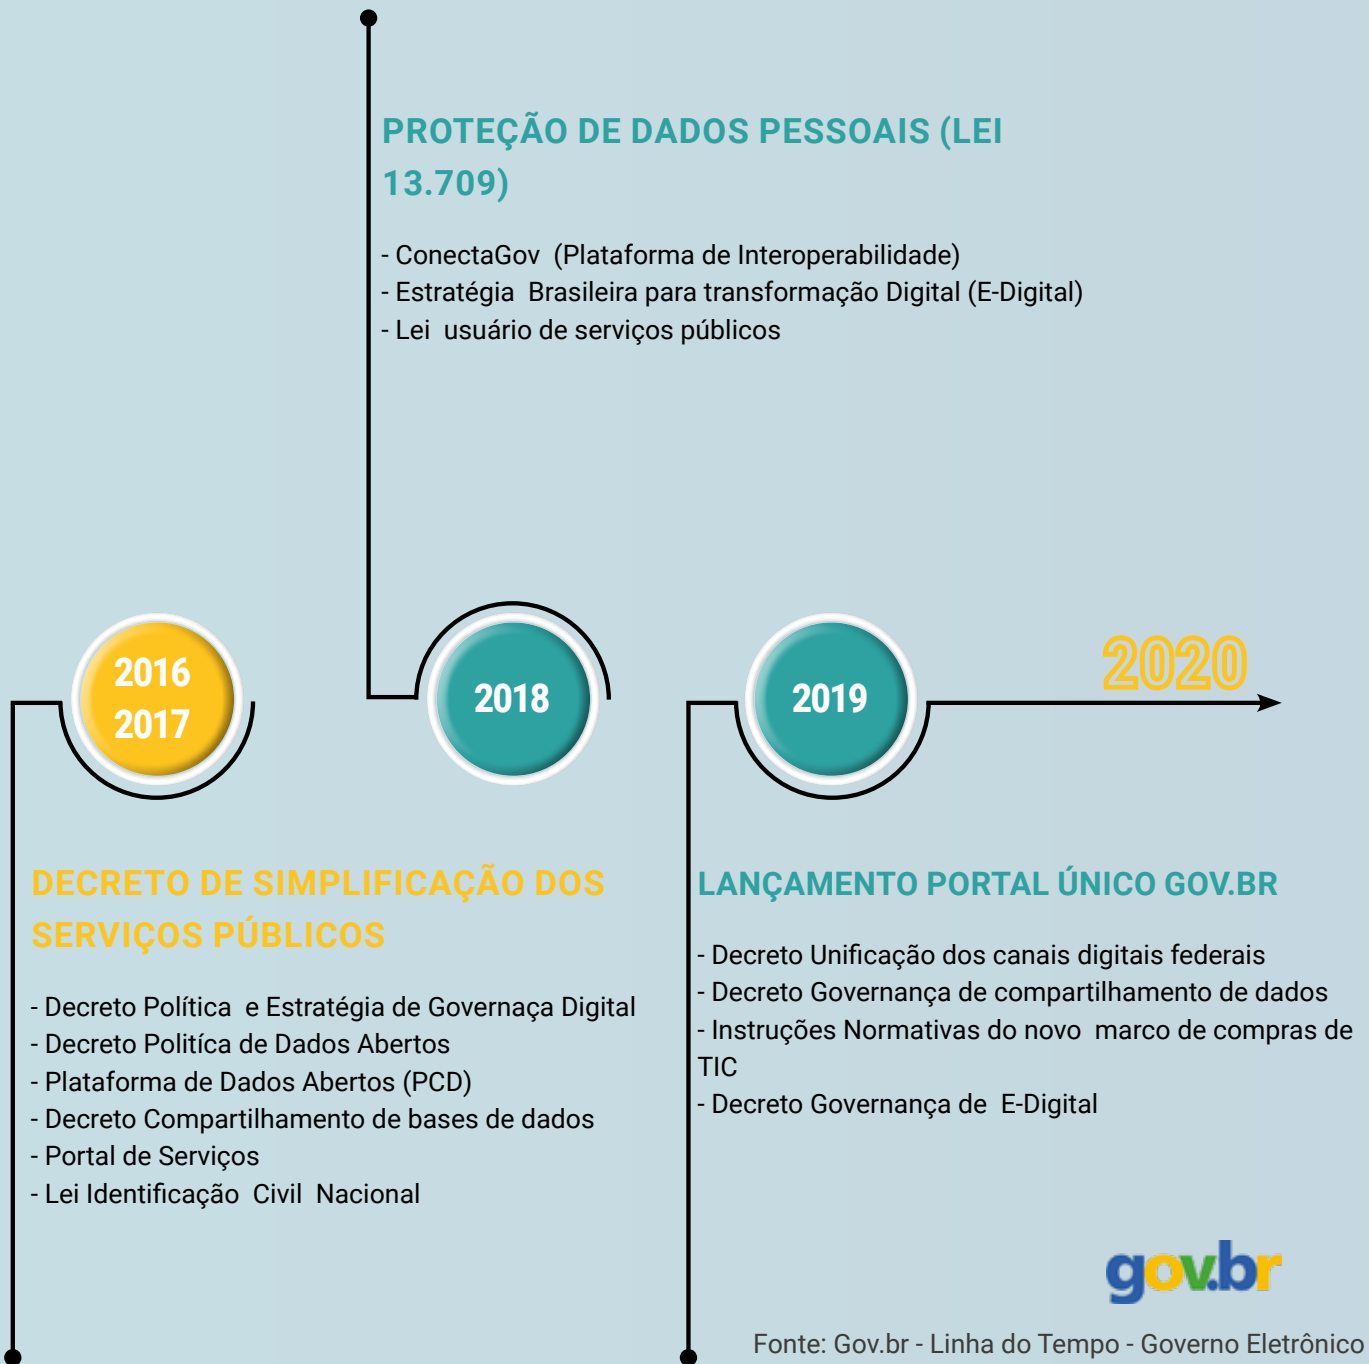 PROTEÇÃO DE DADOS PESSOAIS (LEI
13.709)
- ConectaGov (Plataforma de Interoperabilidade)
- Estratégia Brasileira para transformação Digital (E-Digital)
- Lei usuário de serviços públicos
2016
2017
2018
2019
2020
DECRETO DE SIMPLIFICAÇÃO DOS
SERVIÇOS PÚBLICOS
- Decreto Política e Estratégia de Governaça Digital
- Decreto Politíca de Dados Abertos
- Plataforma de Dados Abertos (PCD)
- Decreto Compartilhamento de bases de dados
- Portal de Serviços
- Lei Identificação Civil Nacional
LANÇAMENTO PORTAL ÚNICO GOV.BR
- Decreto Unificação dos canais digitais federais
- Decreto Governança de compartilhamento de dados
- Instruções Normativas do novo marco de compras de
TIC
- Decreto Governança de E-Digital
gov.br
Fonte: Gov.br - Linha do Tempo - Governo Eletrônico